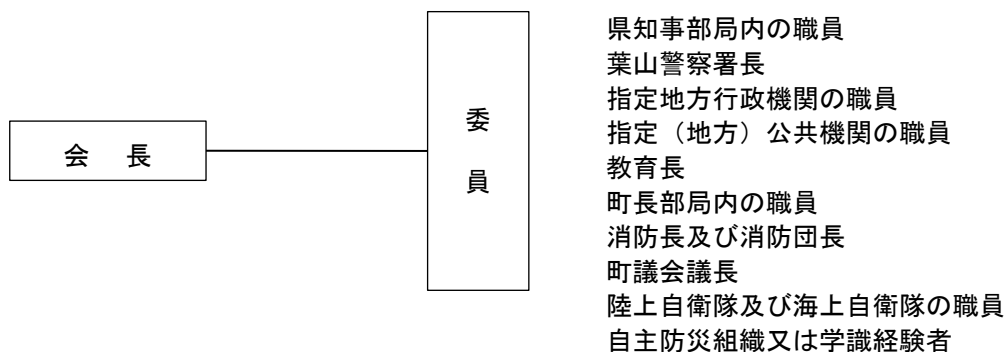 会　長
委員
県知事部局内の職員
葉山警察署長
指定地方行政機関の職員
指定（地方）公共機関の職員
教育長
町長部局内の職員
消防長及び消防団長
町議会議長
陸上自衛隊及び海上自衛隊の職員
自主防災組織又は学識経験者